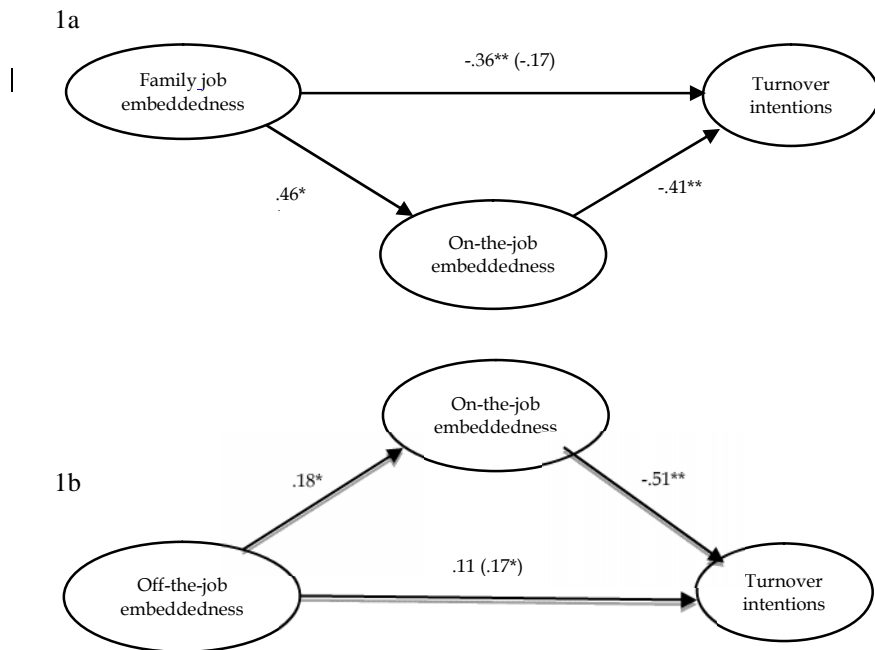 1a
-.36** (-.17)
Family job
embeddedness
Turnover
intentions
.46*
-.41**
On-the-job
embeddedness
On-the-job
embeddedness
1b
.18*
-.51**
.11 (.17*)
Off-the-job
embeddedness
Turnover
intentions